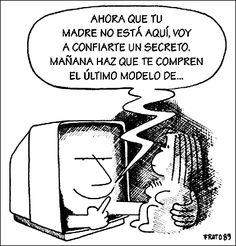 AHORA QUE TU
MADRE NO ESTÁ AQUÍ, VOY
A CONFIARTE UN SECRETO.
MAÑANA HAZ QUE TE COMPREN
EL ÚLTIMO MODELO DE...
FRATO 89